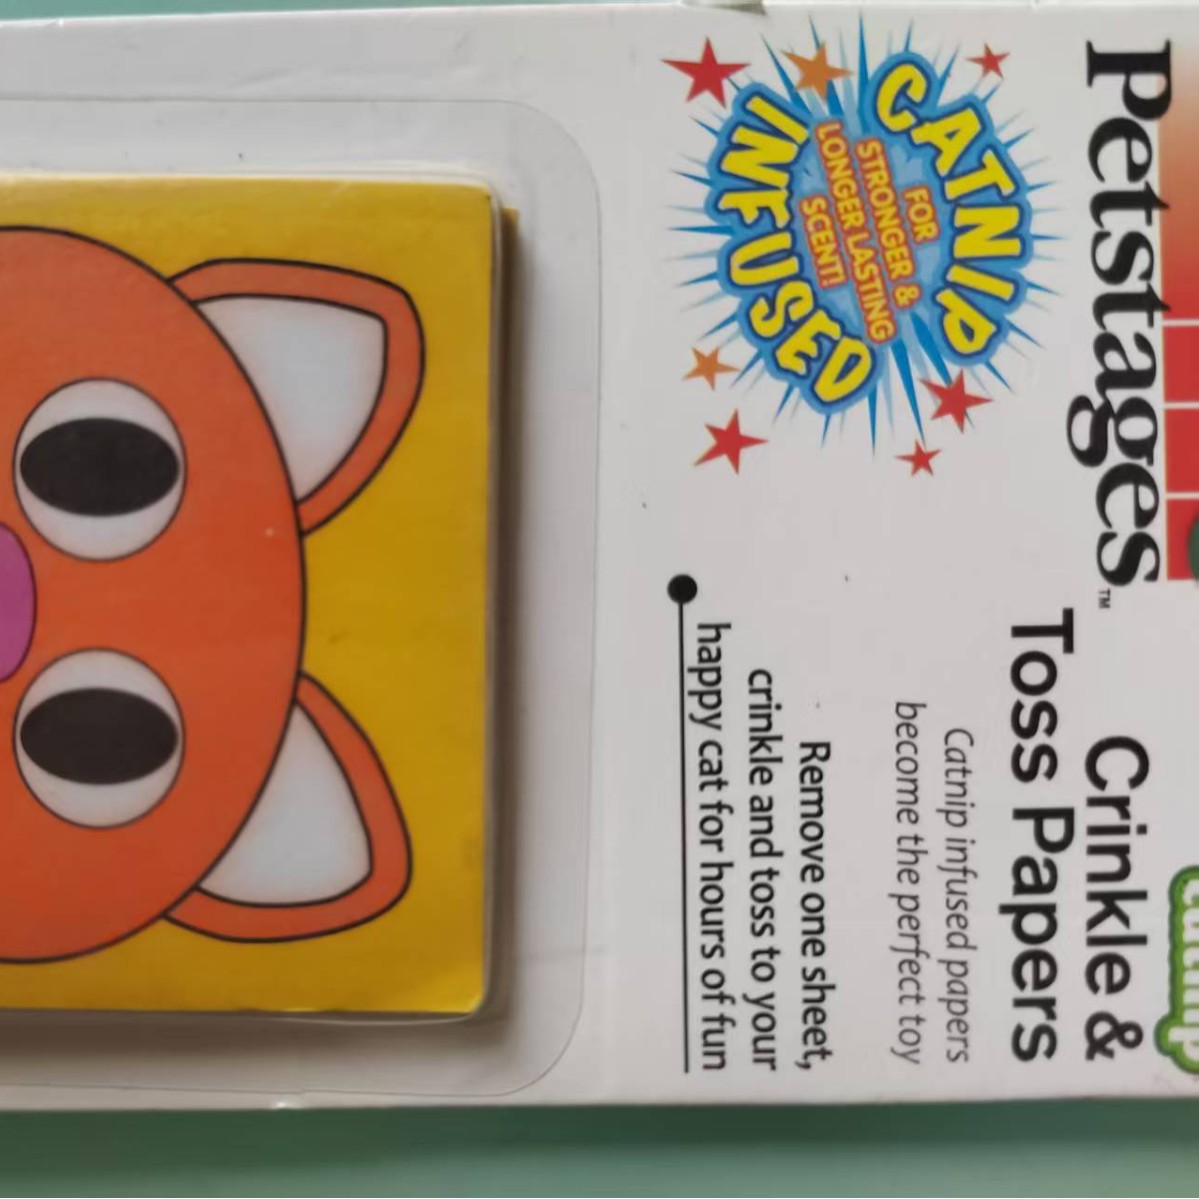 Petstages™
Crinkle &
Toss Papers
Catnip infused papers
become the perfect toy
Remove one sheet,
crinkle and toss to your
happy cat for hours of fun
CATNIP
FOR
STRONGER &
LONGER LASTING
SCENT!
INFUSED